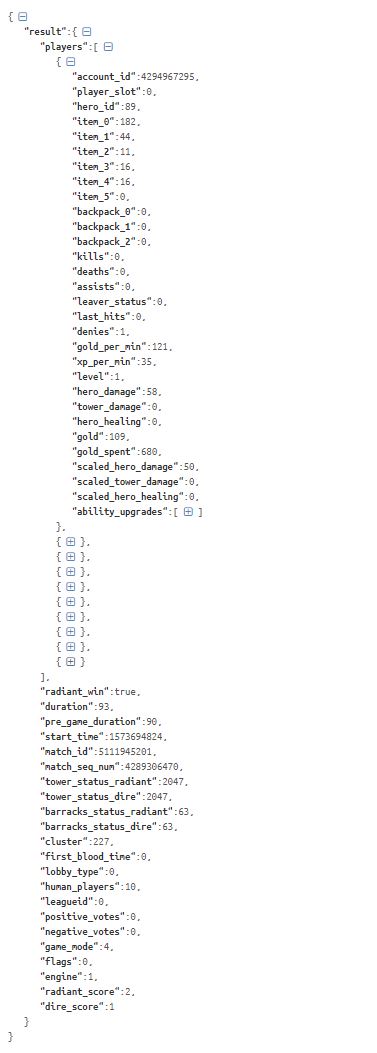 {
"result":{
"players":[
{
"account_id":4294967295,
"player_slot":0,
"hero_id":89,
"item_0":182,
"item_1":44,
"item_2":11,
"item_3":16,
"item_4":16,
"item_5":0,
"backpack_0":0,
"backpack_1":0,
"backpack_2":0,
"kills":0,
"deaths":0,
"assists":0,
"leaver_status":0,
"last_hits":0,
"denies":1,
"gold_per_min":121,
"xp_per_min":35,
"level":1,
"hero_damage":58,
"tower_damage":0,
"hero_healing":0,
"gold":109,
"gold_spent":680,
"scaled_hero_damage":50,
"scaled_tower_damage":0,
"scaled_hero_healing":0,
"ability_upgrades":[ ]
},
{ },
{ },
{ },
{ },
{ },
{ },
{ },
{ },
{ }
],
"radiant_win":true,
"duration":93,
"pre_game_duration":90,
"start_time":1573694824,
"match_id":5111945201,
"match_seq_num":4289306470,
"tower_status_radiant":2047,
"tower_status_dire":2047,
"barracks_status_radiant":63,
"barracks_status_dire":63,
"cluster":227,
"first_blood_time":0,
"lobby_type":0,
"human_players":10,
"leagueid":0,
"positive_votes":0,
"negative_votes":0,
"game_mode":4,
"flags":0,
"engine":1,
"radiant_score":2,
"dire_score":1
}
}